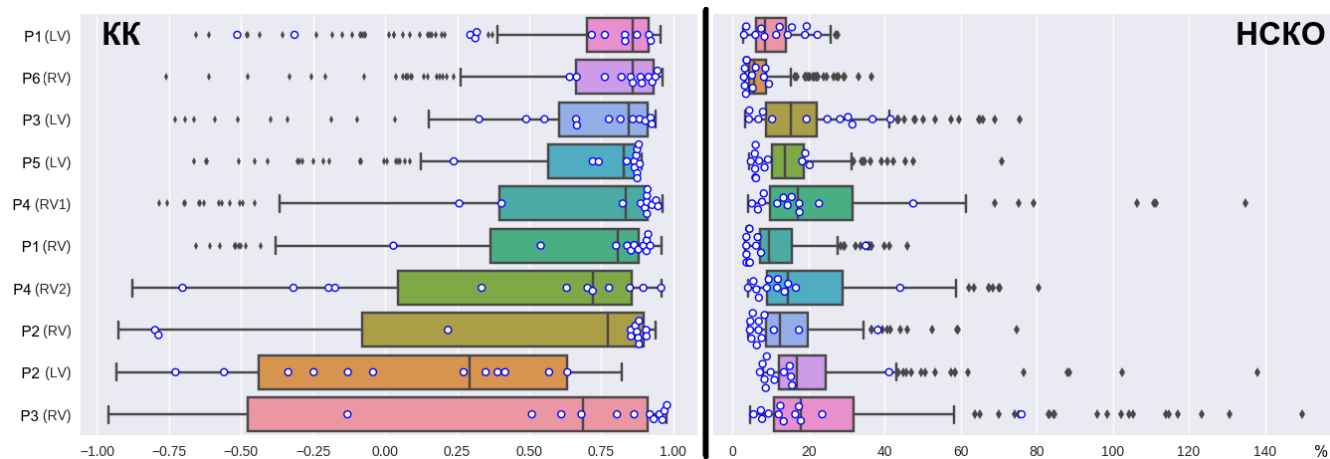 КК
НСКО
P1 (LV)
P6 (RV)
P3 (LV)
P5 (LV)
P4 (RV1)
P1 (RV)
P4 (RV2)
P2 (RV)
P2 (LV)
P3 (RV)
−1.00 −0.75 −0.50 −0.25 0.00 0.25 0.50 0.75 1.00
0 20 40 60 80 100 120 140 %